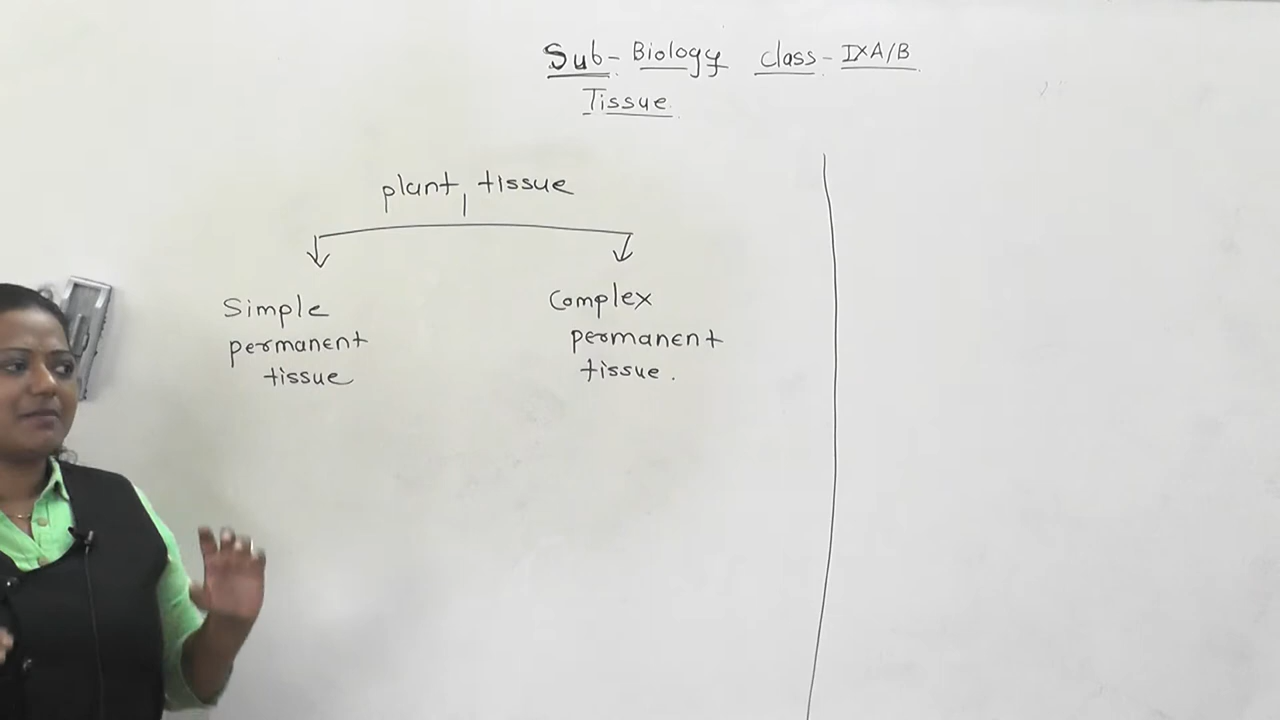 Sub- Biology class - IXA/B
Tissue
plant tissue
Simple
permanent
tissue
Complex
permanent
tissue.